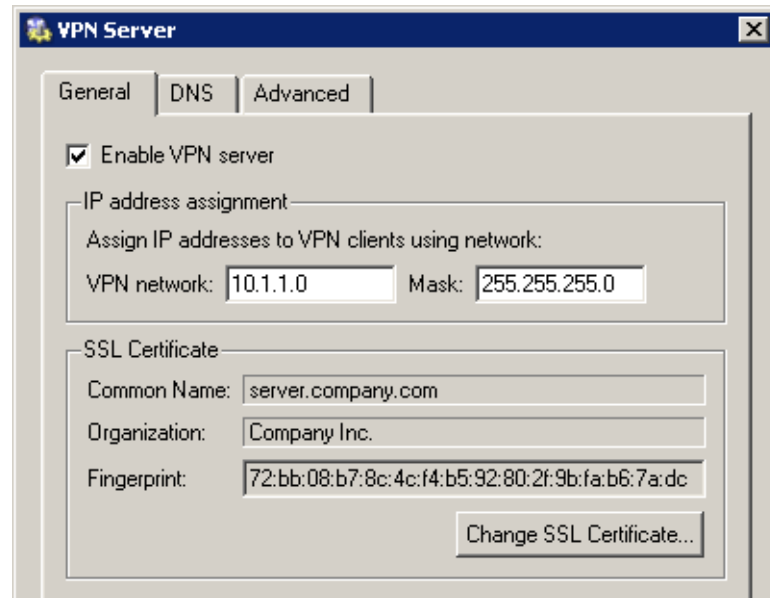 VPN Server
General DNS Advanced
Enable VPN server
IP address assignment
Assign IP addresses to VPN clients using network:
VPN network: 10.1.1.0 Mask: 255.255.255.0
SSL Certificate
Common Name: server.company.com
Organization: Company Inc.
Fingerprint: 72:bb:08:b7:8c:4c:f4:b5:92:80:2f:9b:fa:b6:7a:dc
Change SSL Certificate...